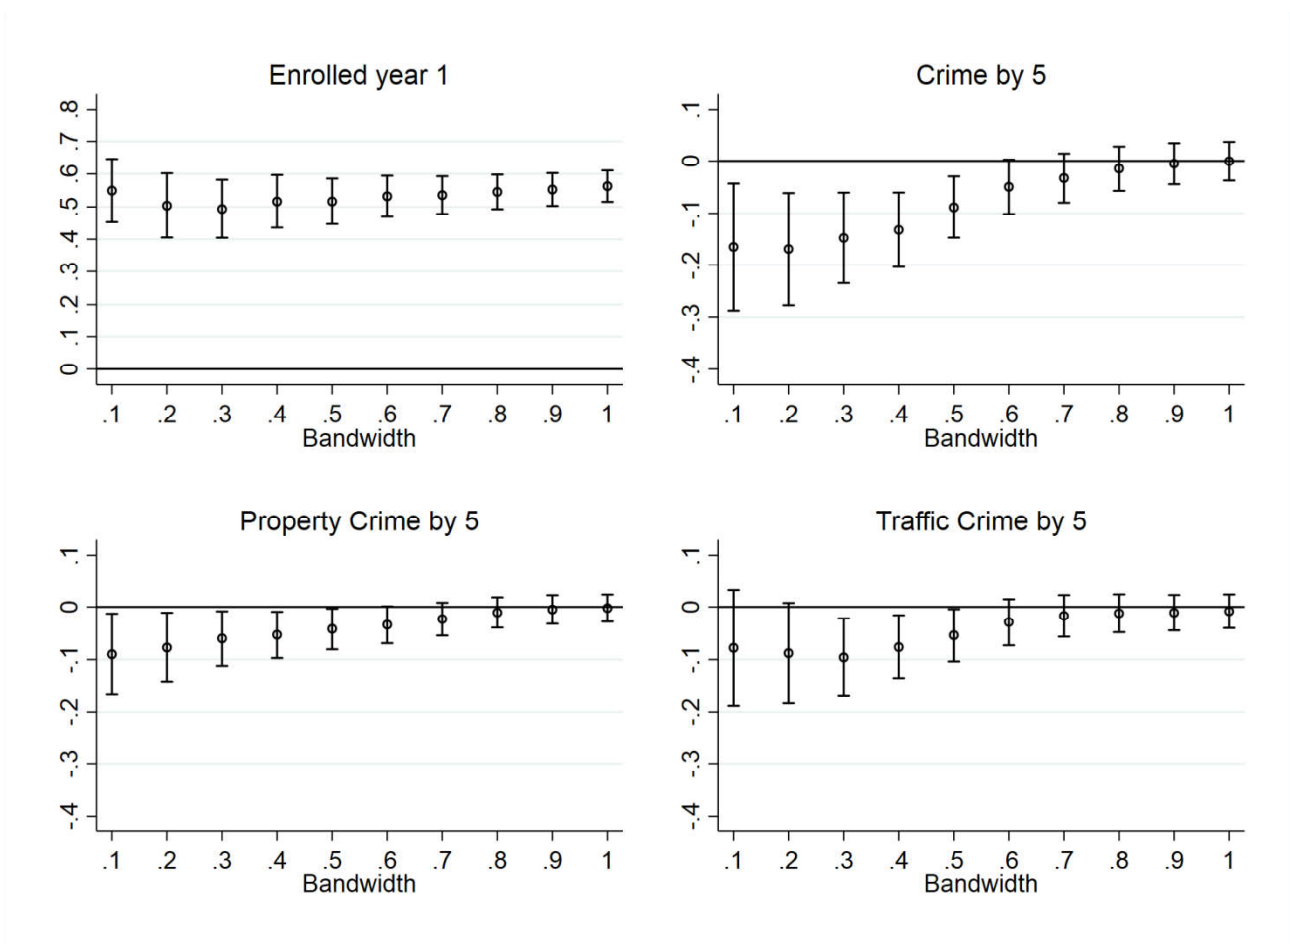 Enrolled year 1
.8
.7
.6
.5
.4
.3
.2
.1
0
.1 .2 .3 .4 .5 .6 .7 .8 .9 1
Bandwidth
Crime by 5
.1
0
-.1
-.2
-.3
-.4
.1 .2 .3 .4 .5 .6 .7 .8 .9 1
Bandwidth
Property Crime by 5
.1
0
-.1
-.2
-.3
-.4
.1 .2 .3 .4 .5 .6 .7 .8 .9 1
Bandwidth
Traffic Crime by 5
.1
0
-.1
-.2
-.3
-.4
.1 .2 .3 .4 .5 .6 .7 .8 .9 1
Bandwidth